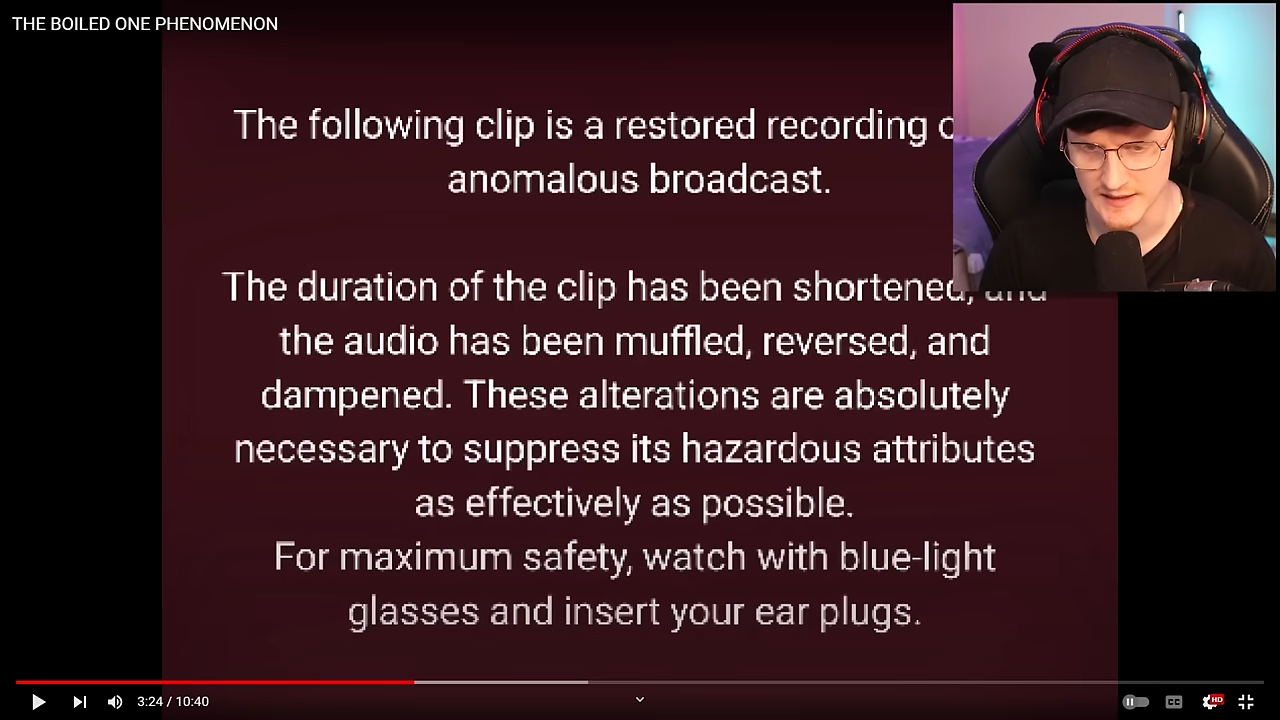 THE BOILED ONE PHENOMENON
The following clip is a restored recording
anomalous broadcast.
The duration of the clip has been shortened, and
the audio has been muffled, reversed, and
dampened. These alterations are absolutely
necessary to suppress its hazardous attributes
as effectively as possible.
For maximum safety, watch with blue-light
glasses and insert your ear plugs.
3:24 / 10:40
CC
HD